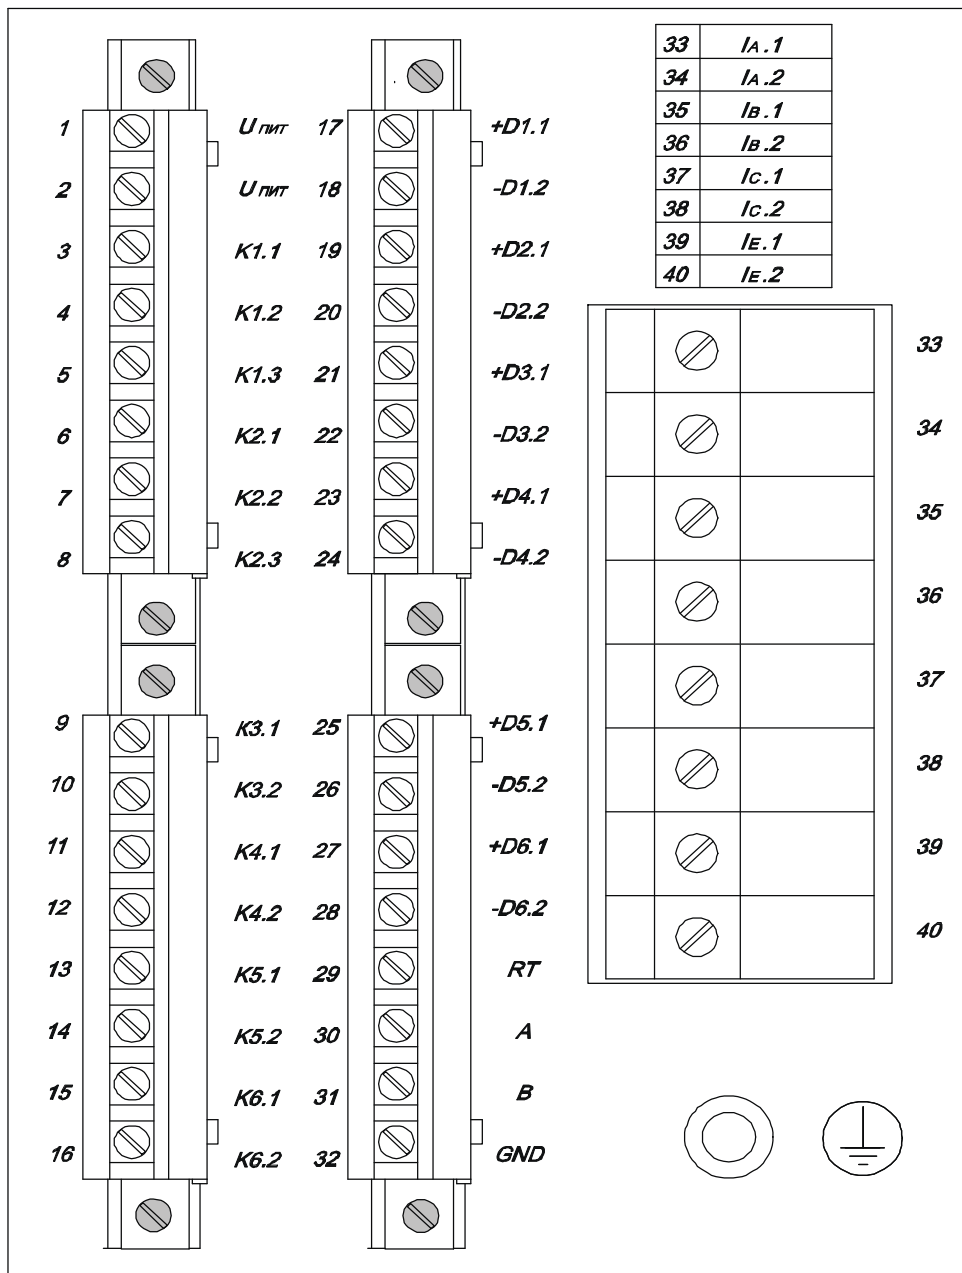 33 IA.1
34 IA.2
35 IB.1
36 IB.2
37 IC.1
38 IC.2
39 IE.1
40 IE.2
1 U пит 17 +D1.1
2 U пит 18 -D1.2
3 K1.1 19 +D2.1
4 K1.2 20 -D2.2
5 K1.3 21 +D3.1
6 K2.1 22 -D3.2
7 K2.2 23 +D4.1
8 K2.3 24 -D4.2
9 K3.1 25 +D5.1
10 K3.2 26 -D5.2
11 K4.1 27 +D6.1
12 K4.2 28 -D6.2
13 K5.1 29 RT
14 K5.2 30 A
15 K6.1 31 B
16 K6.2 32 GND
33
34
35
36
37
38
39
40